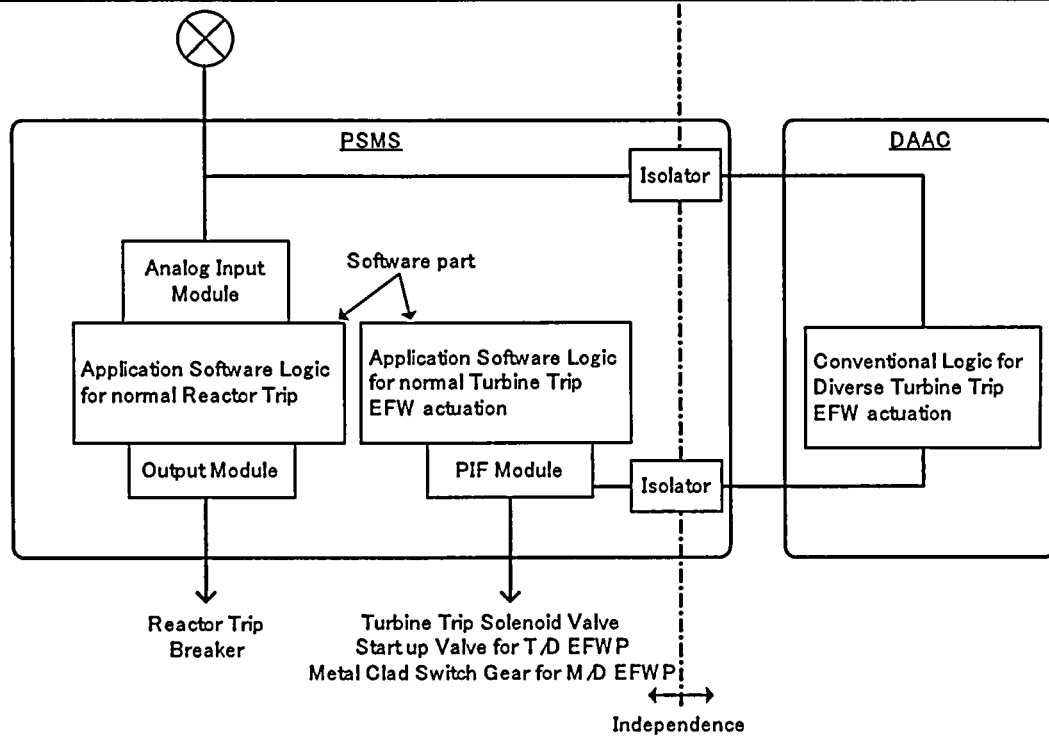 PSMS
DAAC
Isolator
Analog Input
Module
Software part
Application Software Logic
for normal Reactor Trip
Application Software Logic
for normal Turbine Trip
EFW actuation
Conventional Logic for
Diverse Turbine Trip
EFW actuation
Output Module
PIF Module
Isolator
Reactor Trip
Breaker
Turbine Trip Solenoid Valve
Start up Valve for T/D EFWP
Metal Clad Switch Gear for M/D EFWP
Independence